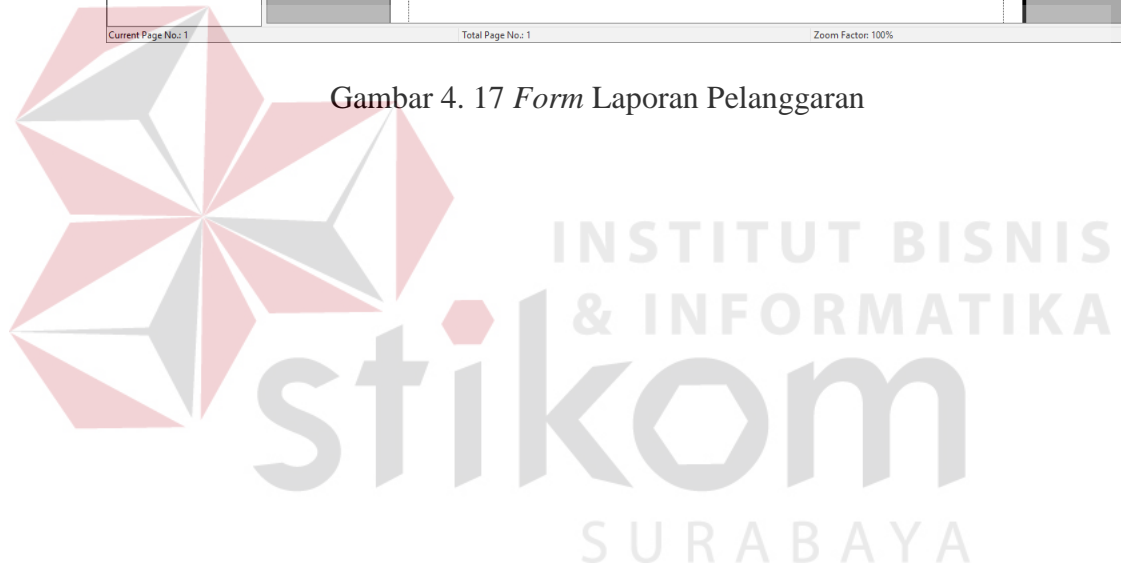 Current Page No.: 1 Total Page No.: 1 Zoom Factor: 100%
Gambar 4. 17 Form Laporan Pelanggaran
INSTITUT BISNIS
& INFORMATIKA
stikom
SURABAYA